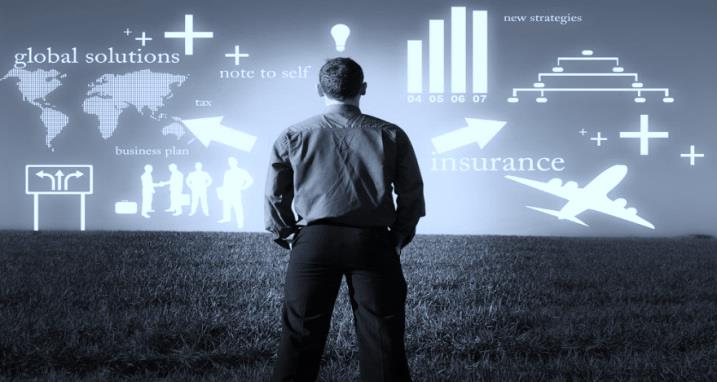 new strategies
global solutions
note to self
04 05 06 07
tax
business plan
insurance